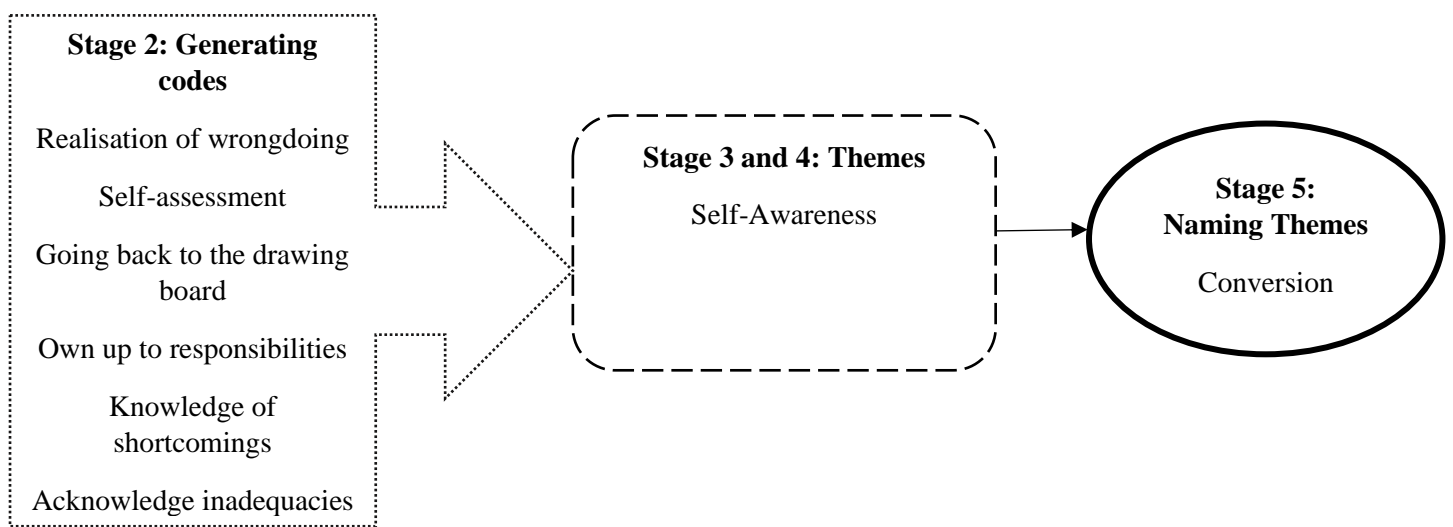 Stage 2: Generating
codes
Realisation of wrongdoing
Self-assessment
Going back to the drawing
board
Own up to responsibilities
Knowledge of
shortcomings
Acknowledge inadequacies
Stage 3 and 4: Themes
Self-Awareness
Stage 5:
Naming Themes
Conversion